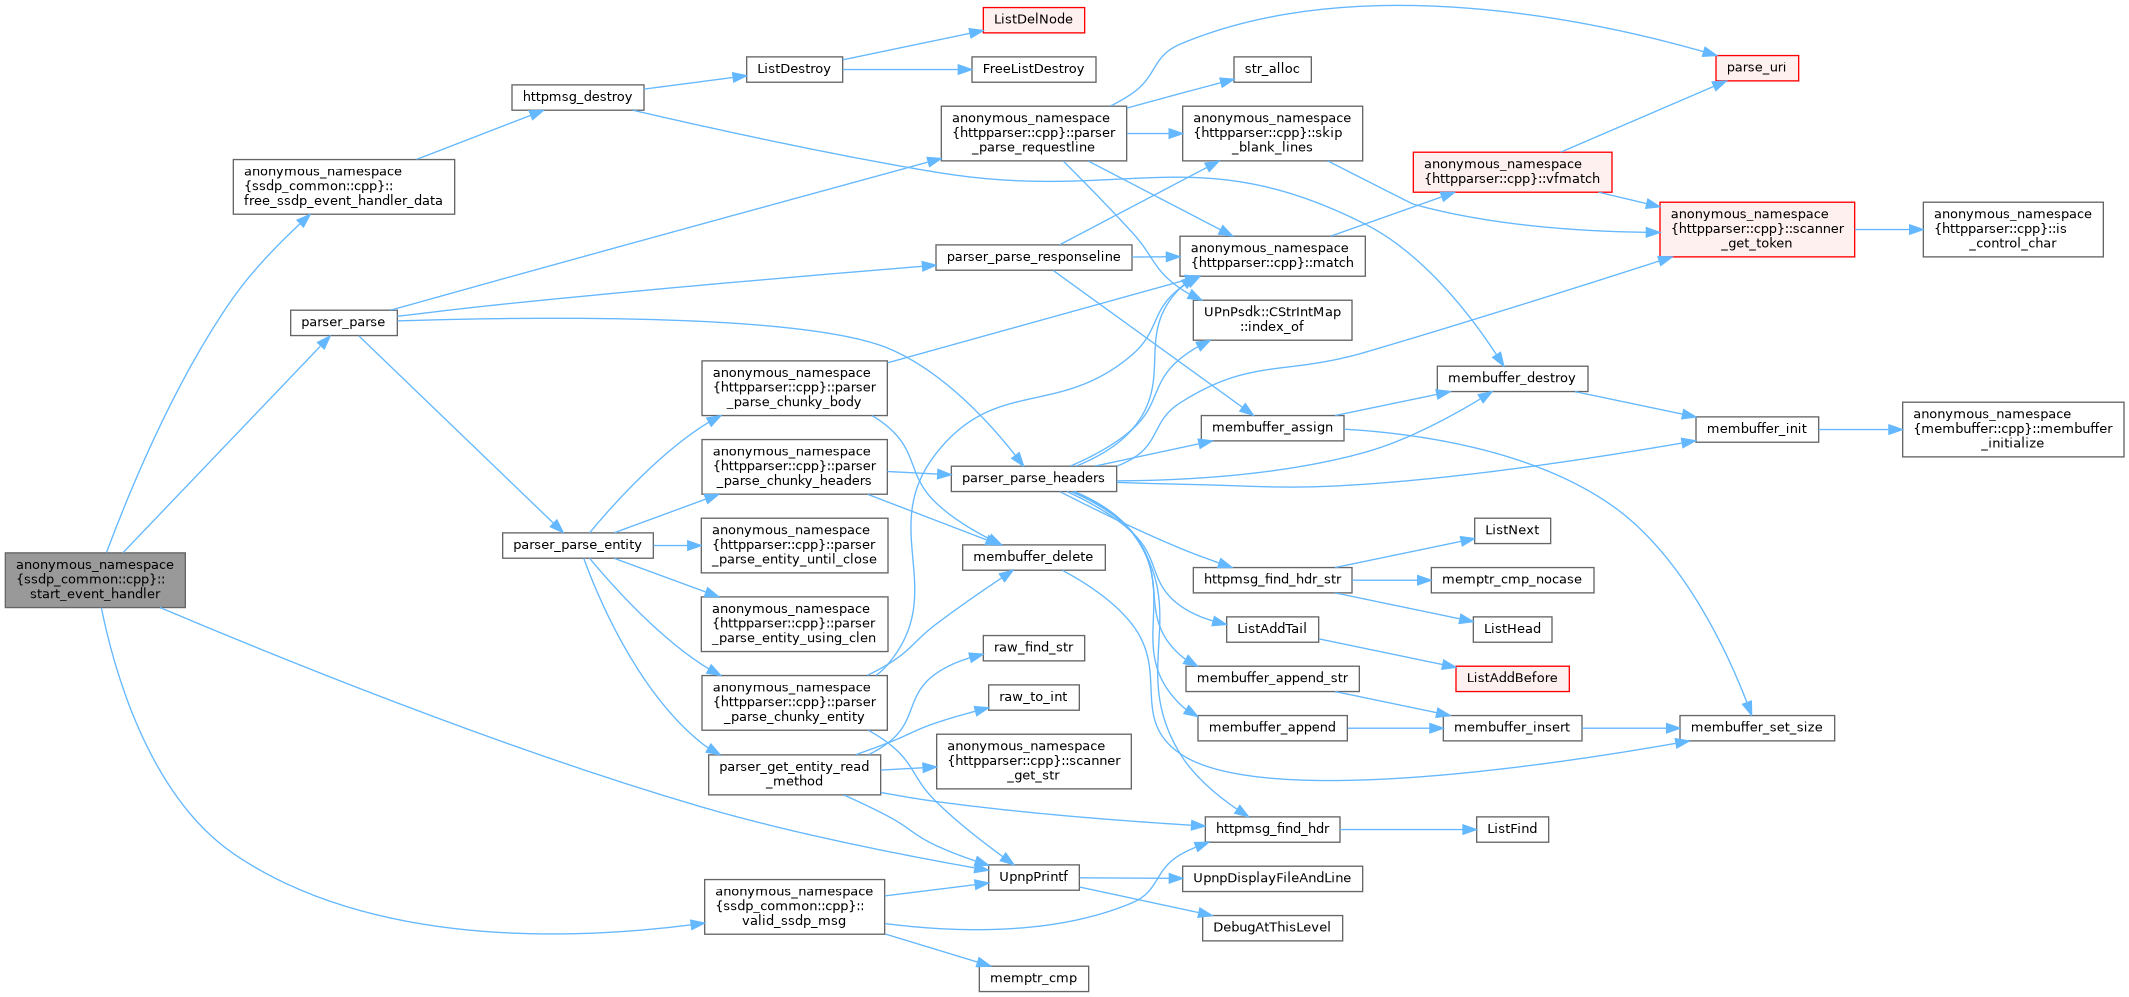 anonymous_namespace
{ssdp_common::cpp}::
start_event_handler
anonymous_namespace
{ssdp_common::cpp}::
free_ssdp_event_handler_data
parser_parse
httpmsg_destroy
parser_parse_entity
ListDestroy
anonymous_namespace
{httpparser::cpp}::parser
_parse_chunky_body
anonymous_namespace
{httpparser::cpp}::parser
_parse_chunky_headers
anonymous_namespace
{httpparser::cpp}::parser
_parse_entity_until_close
anonymous_namespace
{httpparser::cpp}::parser
_parse_entity_using_clen
anonymous_namespace
{httpparser::cpp}::parser
_parse_chunky_entity
parser_get_entity_read
_method
anonymous_namespace
{ssdp_common::cpp}::
valid_ssdp_msg
ListDelNode
FreeListDestroy
anonymous_namespace
{httpparser::cpp}::parser
_parse_requestline
parser_parse_responseline
parser_parse_headers
membuffer_delete
raw_find_str
raw_to_int
anonymous_namespace
{httpparser::cpp}::scanner
_get_str
UpnpPrintf
memptr_cmp
str_alloc
anonymous_namespace
{httpparser::cpp}::skip
_blank_lines
anonymous_namespace
{httpparser::cpp}::match
UPnPsdk::CStrIntMap
::index_of
membuffer_assign
httpmsg_find_hdr_str
ListAddTail
membuffer_append_str
membuffer_append
httpmsg_find_hdr
UpnpDisplayFileAndLine
DebugAtThisLevel
anonymous_namespace
{httpparser::cpp}::vfmatch
membuffer_destroy
ListNext
memptr_cmp_nocase
ListHead
ListAddBefore
membuffer_insert
ListFind
parse_uri
anonymous_namespace
{httpparser::cpp}::scanner
_get_token
membuffer_init
membuffer_set_size
anonymous_namespace
{httpparser::cpp}::is
_control_char
anonymous_namespace
{membuffer::cpp}::membuffer
_initialize